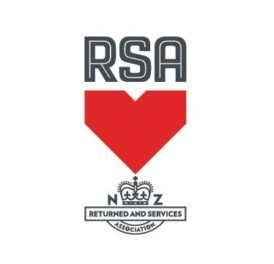 RSA
N Z
RETURNED AND SERVICES
ASSOCIATION